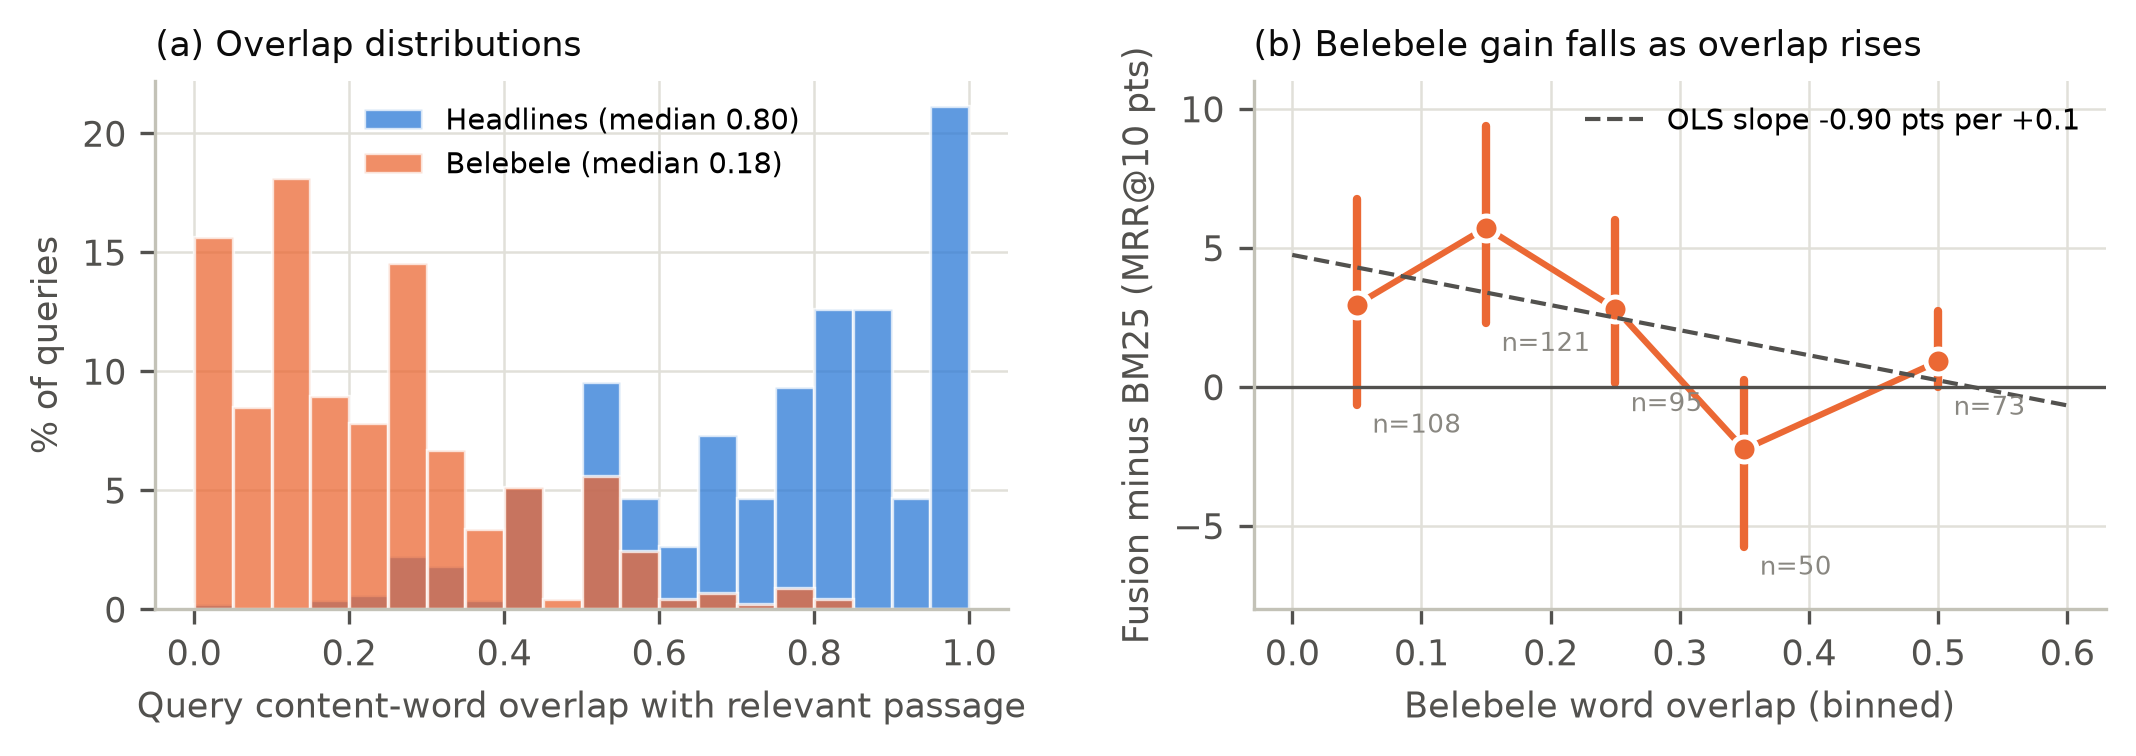 (a) Overlap distributions
Headlines (median 0.80)
Belebele (median 0.18)
% of queries
20
15
10
5
0
0.0 0.2 0.4 0.6 0.8 1.0
Query content-word overlap with relevant passage
(b) Belebele gain falls as overlap rises
OLS slope -0.90 pts per +0.1
Fusion minus BM25 (MRR@10 pts)
10
5
0
−5
n=108
n=121
n=95
n=50
n=73
0.0 0.1 0.2 0.3 0.4 0.5 0.6
Belebele word overlap (binned)